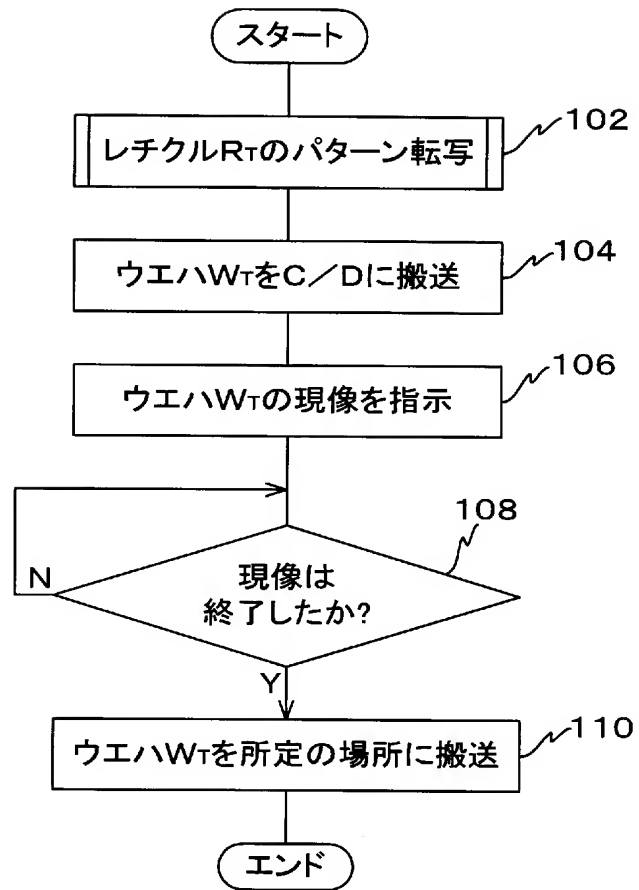 スタート
レチクルRTのパターン転写
102
ウエハWTをC／Dに搬送
104
ウエハWTの現像を指示
106
108
現像は
終了したか?
N
Y
ウエハWTを所定の場所に搬送
110
エンド